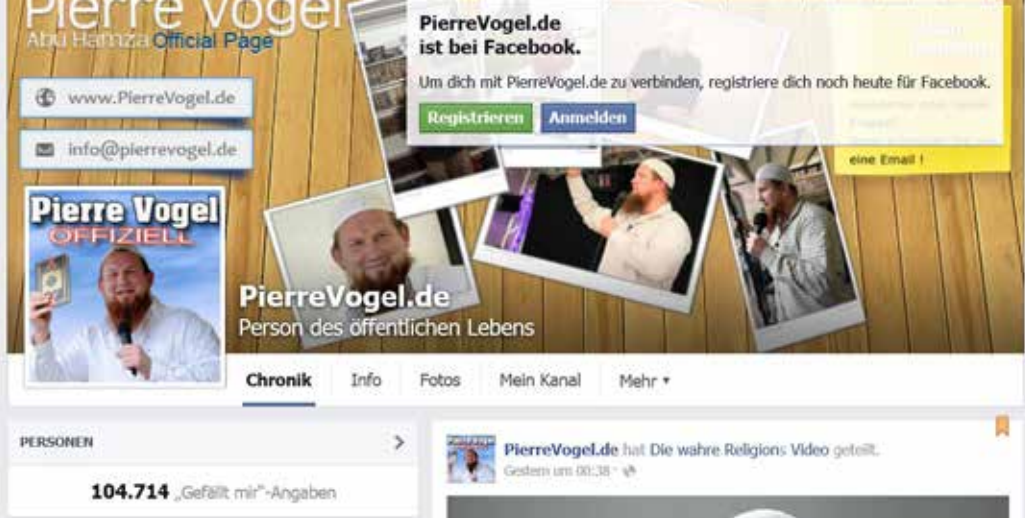 Pierre Vogel
Abu Hamza Official Page
www.PierreVogel.de
info@pierrevogel.de
PierreVogel.de
ist bei Facebook.
Um dich mit PierreVogel.de zu verbinden, registriere dich noch heute für Facebook.
Registrieren Anmelden
eine Email !
Pierre Vogel
OFFIZIELL
PierreVogel.de
Person des öffentlichen Lebens
Chronik Info Fotos Mein Kanal Mehr ▾
PERSONEN >
104.714 „Gefällt mir“-Angaben
PierreVogel.de hat Die wahre Religions Video geteilt.
Gestern um 00:38 ·